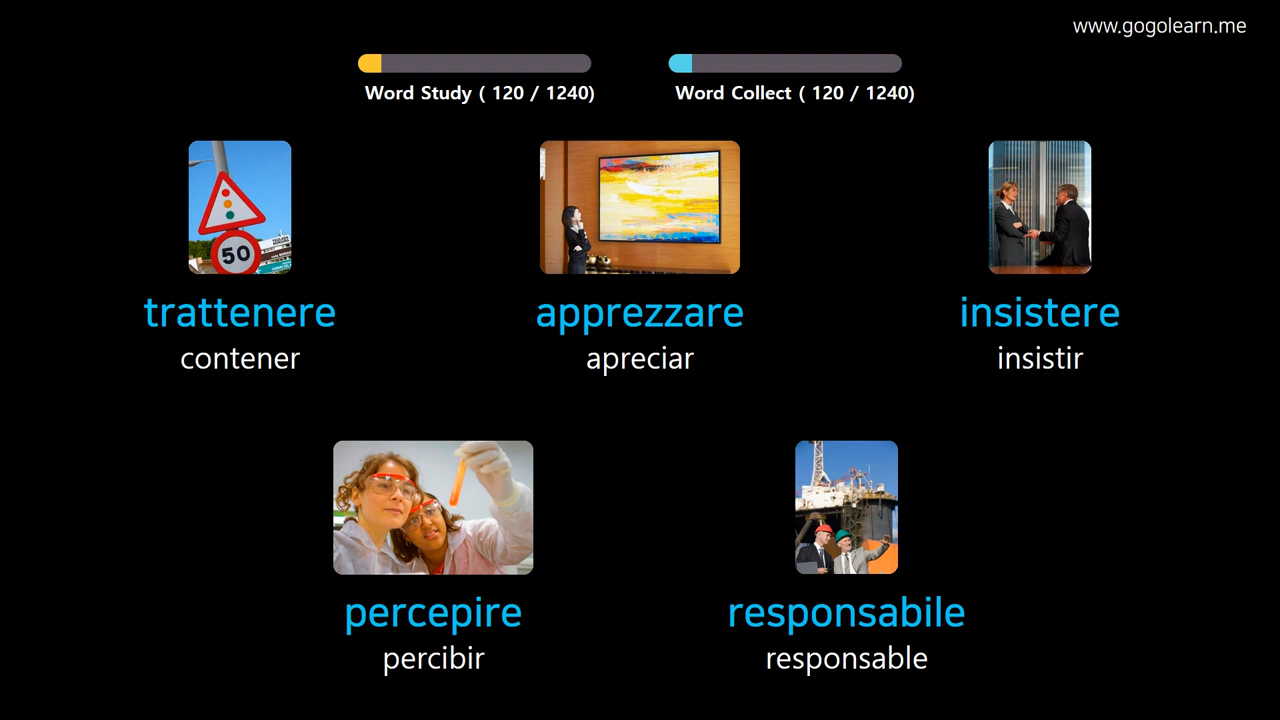 www.gogolearn.me
Word Study ( 120 / 1240)
Word Collect ( 120 / 1240)
50
trattenere
contener
apprezzare
apreciar
insistere
insistir
percepire
percibir
responsabile
responsable